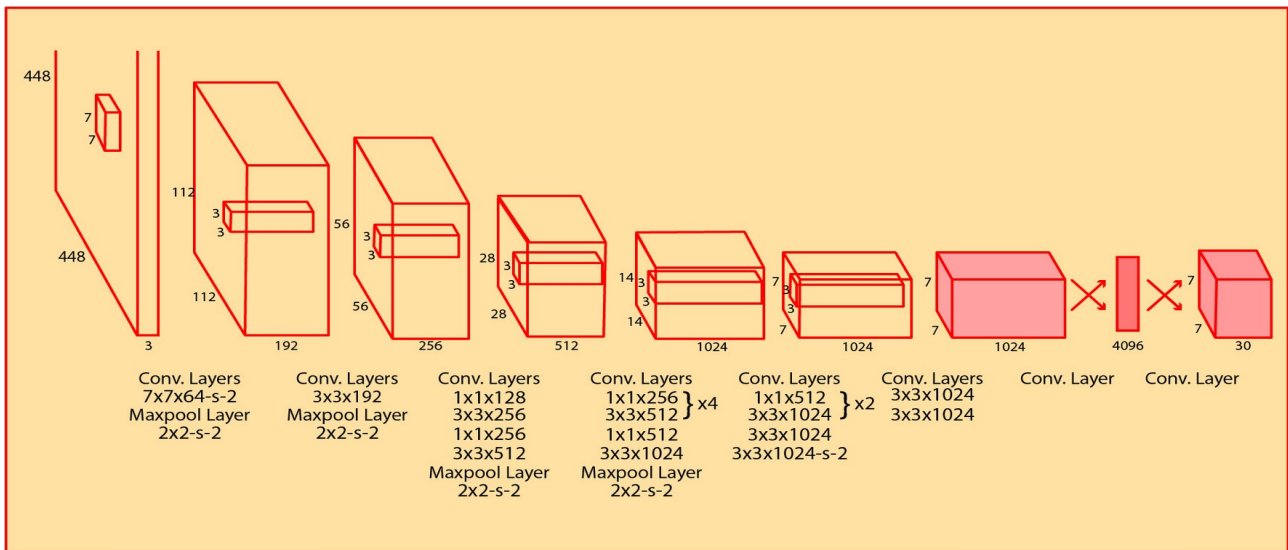 448
7
7
448
3
112
3
3
112
192
56
3
3
56
256
28
3
3
28
512
14
3
3
14
1024
7
3
3
7
1024
7
7
1024
4096
7
7
30
Conv. Layers
7x7x64-s-2
Maxpool Layer
2x2-s-2
Conv. Layers
3x3x192
Maxpool Layer
2x2-s-2
Conv. Layers
1x1x128
3x3x256
1x1x256
3x3x512
Maxpool Layer
2x2-s-2
Conv. Layers
1x1x256
3x3x512
} x4
1x1x512
3x3x1024
Maxpool Layer
2x2-s-2
Conv. Layers
1x1x512
3x3x1024
} x2
3x3x1024
3x3x1024-s-2
Conv. Layers
3x3x1024
3x3x1024
Conv. Layer
Conv. Layer